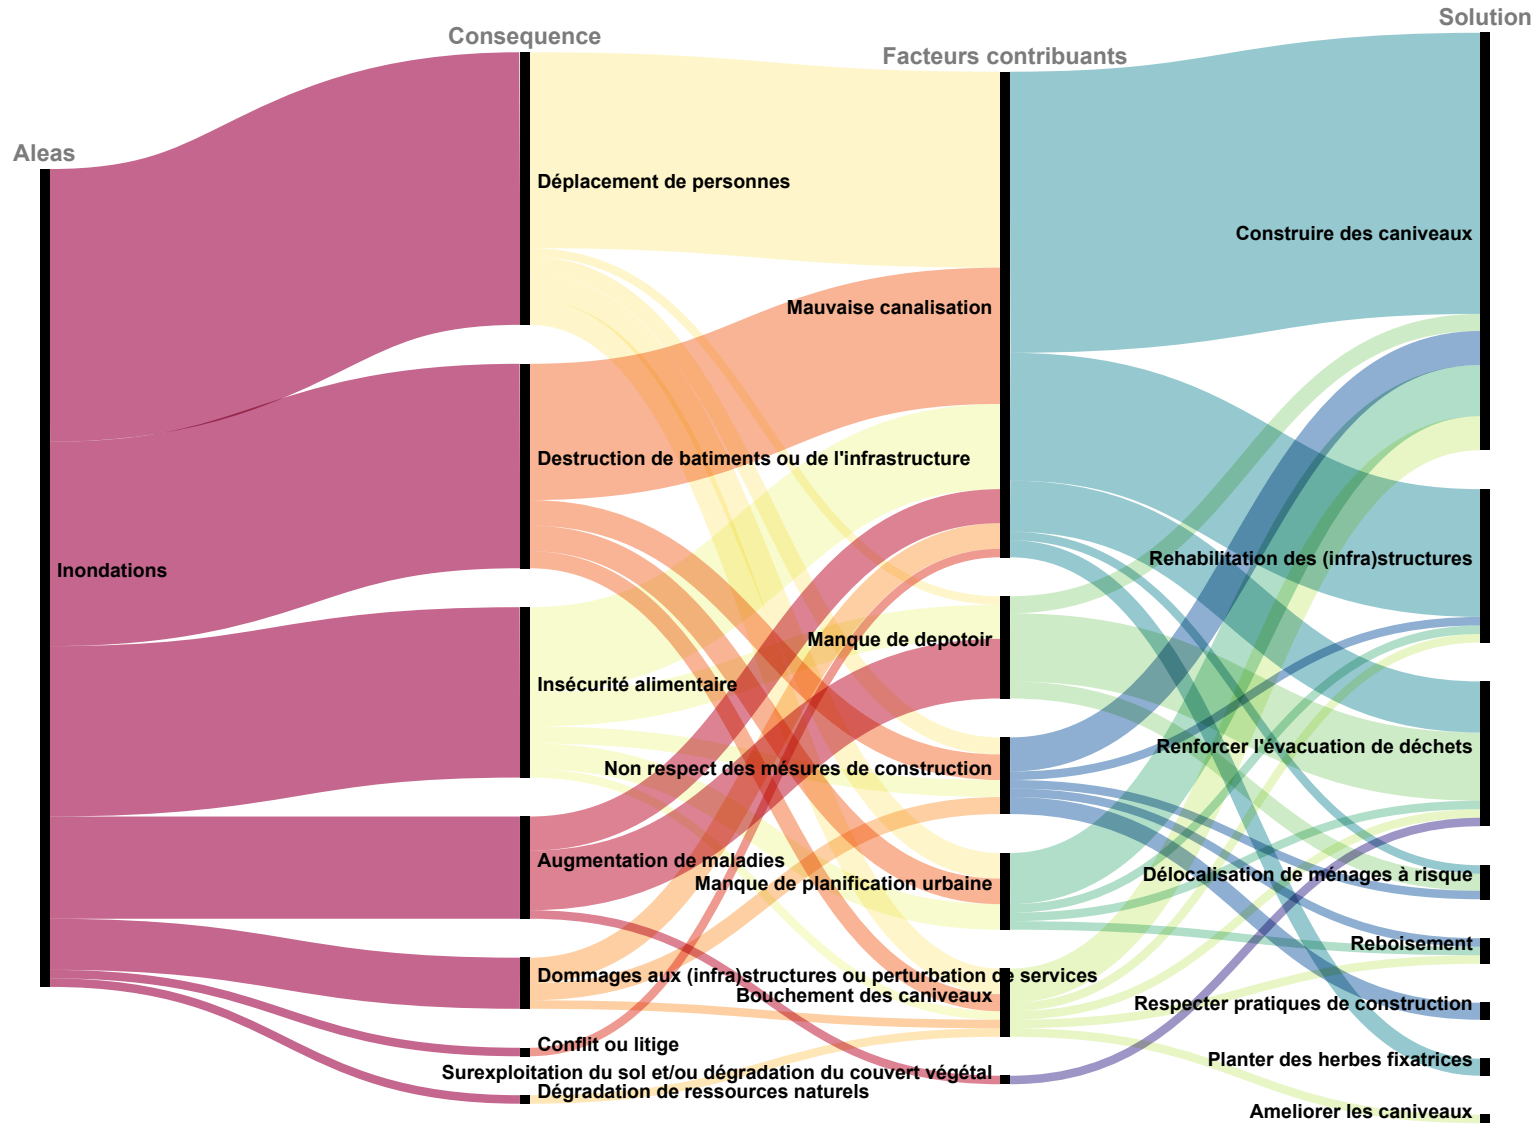 Aleas
Inondations
Consequence
Déplacement de personnes
Destruction de batiments ou de l'infrastructure
Insécurité alimentaire
Augmentation de maladies
Dommages aux (infra)structures ou perturbation de services
Conflit ou litige
Dégradation de ressources naturels
Facteurs contribuants
Mauvaise canalisation
Manque de depotoir
Non respect des mésures de construction
Manque de planification urbaine
Bouchement des caniveaux
Surexploitation du sol et/ou dégradation du couvert végétal
Solution
Construire des caniveaux
Rehabilitation des (infra)structures
Renforcer l'évacuation de déchets
Délocalisation de ménages à risque
Reboisement
Respecter pratiques de construction
Planter des herbes fixatrices
Ameliorer les caniveaux